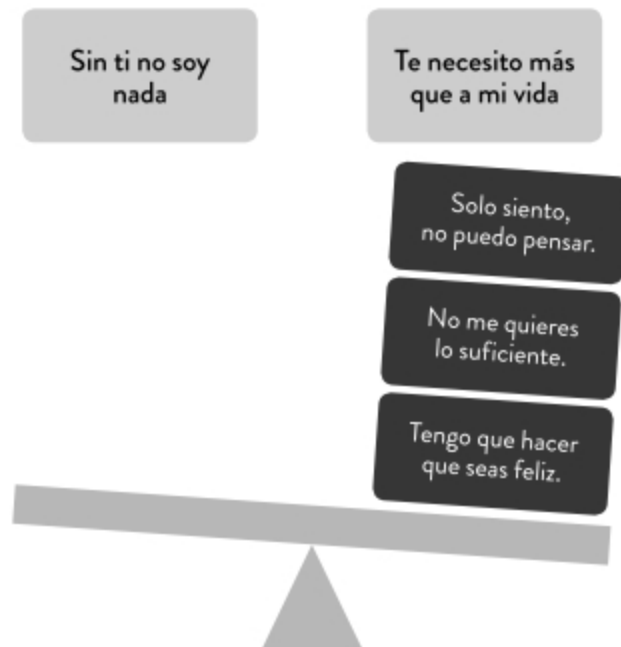 Sin ti no soy
nada
Te necesito más
que a mi vida
Solo siento,
no puedo pensar.
No me quieres
lo suficiente.
Tengo que hacer
que seas feliz.